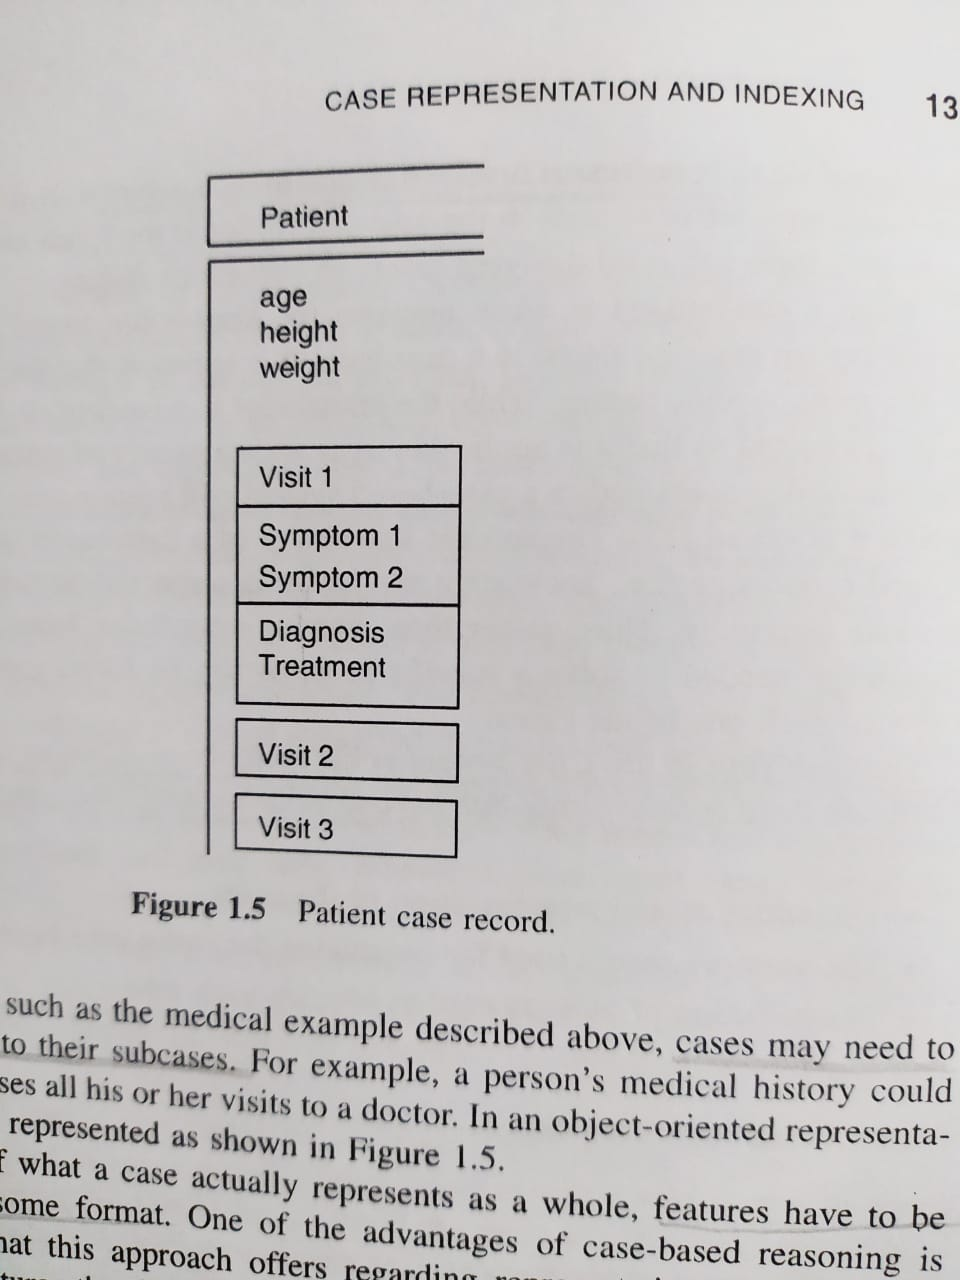 CASE REPRESENTATION AND INDEXING 13
Patient
age
height
weight
Visit 1
Symptom 1
Symptom 2
Diagnosis
Treatment
Visit 2
Visit 3
Figure 1.5 Patient case record.
such as the medical example described above, cases may need to
to their subcases. For example, a person's medical history could
all his or her visits to a doctor. In an object-oriented representa-
represented as shown in Figure 1.5.
what a case actually represents as a whole, features have to be
some format. One of the advantages of case-based reasoning is
this approach offers regarding